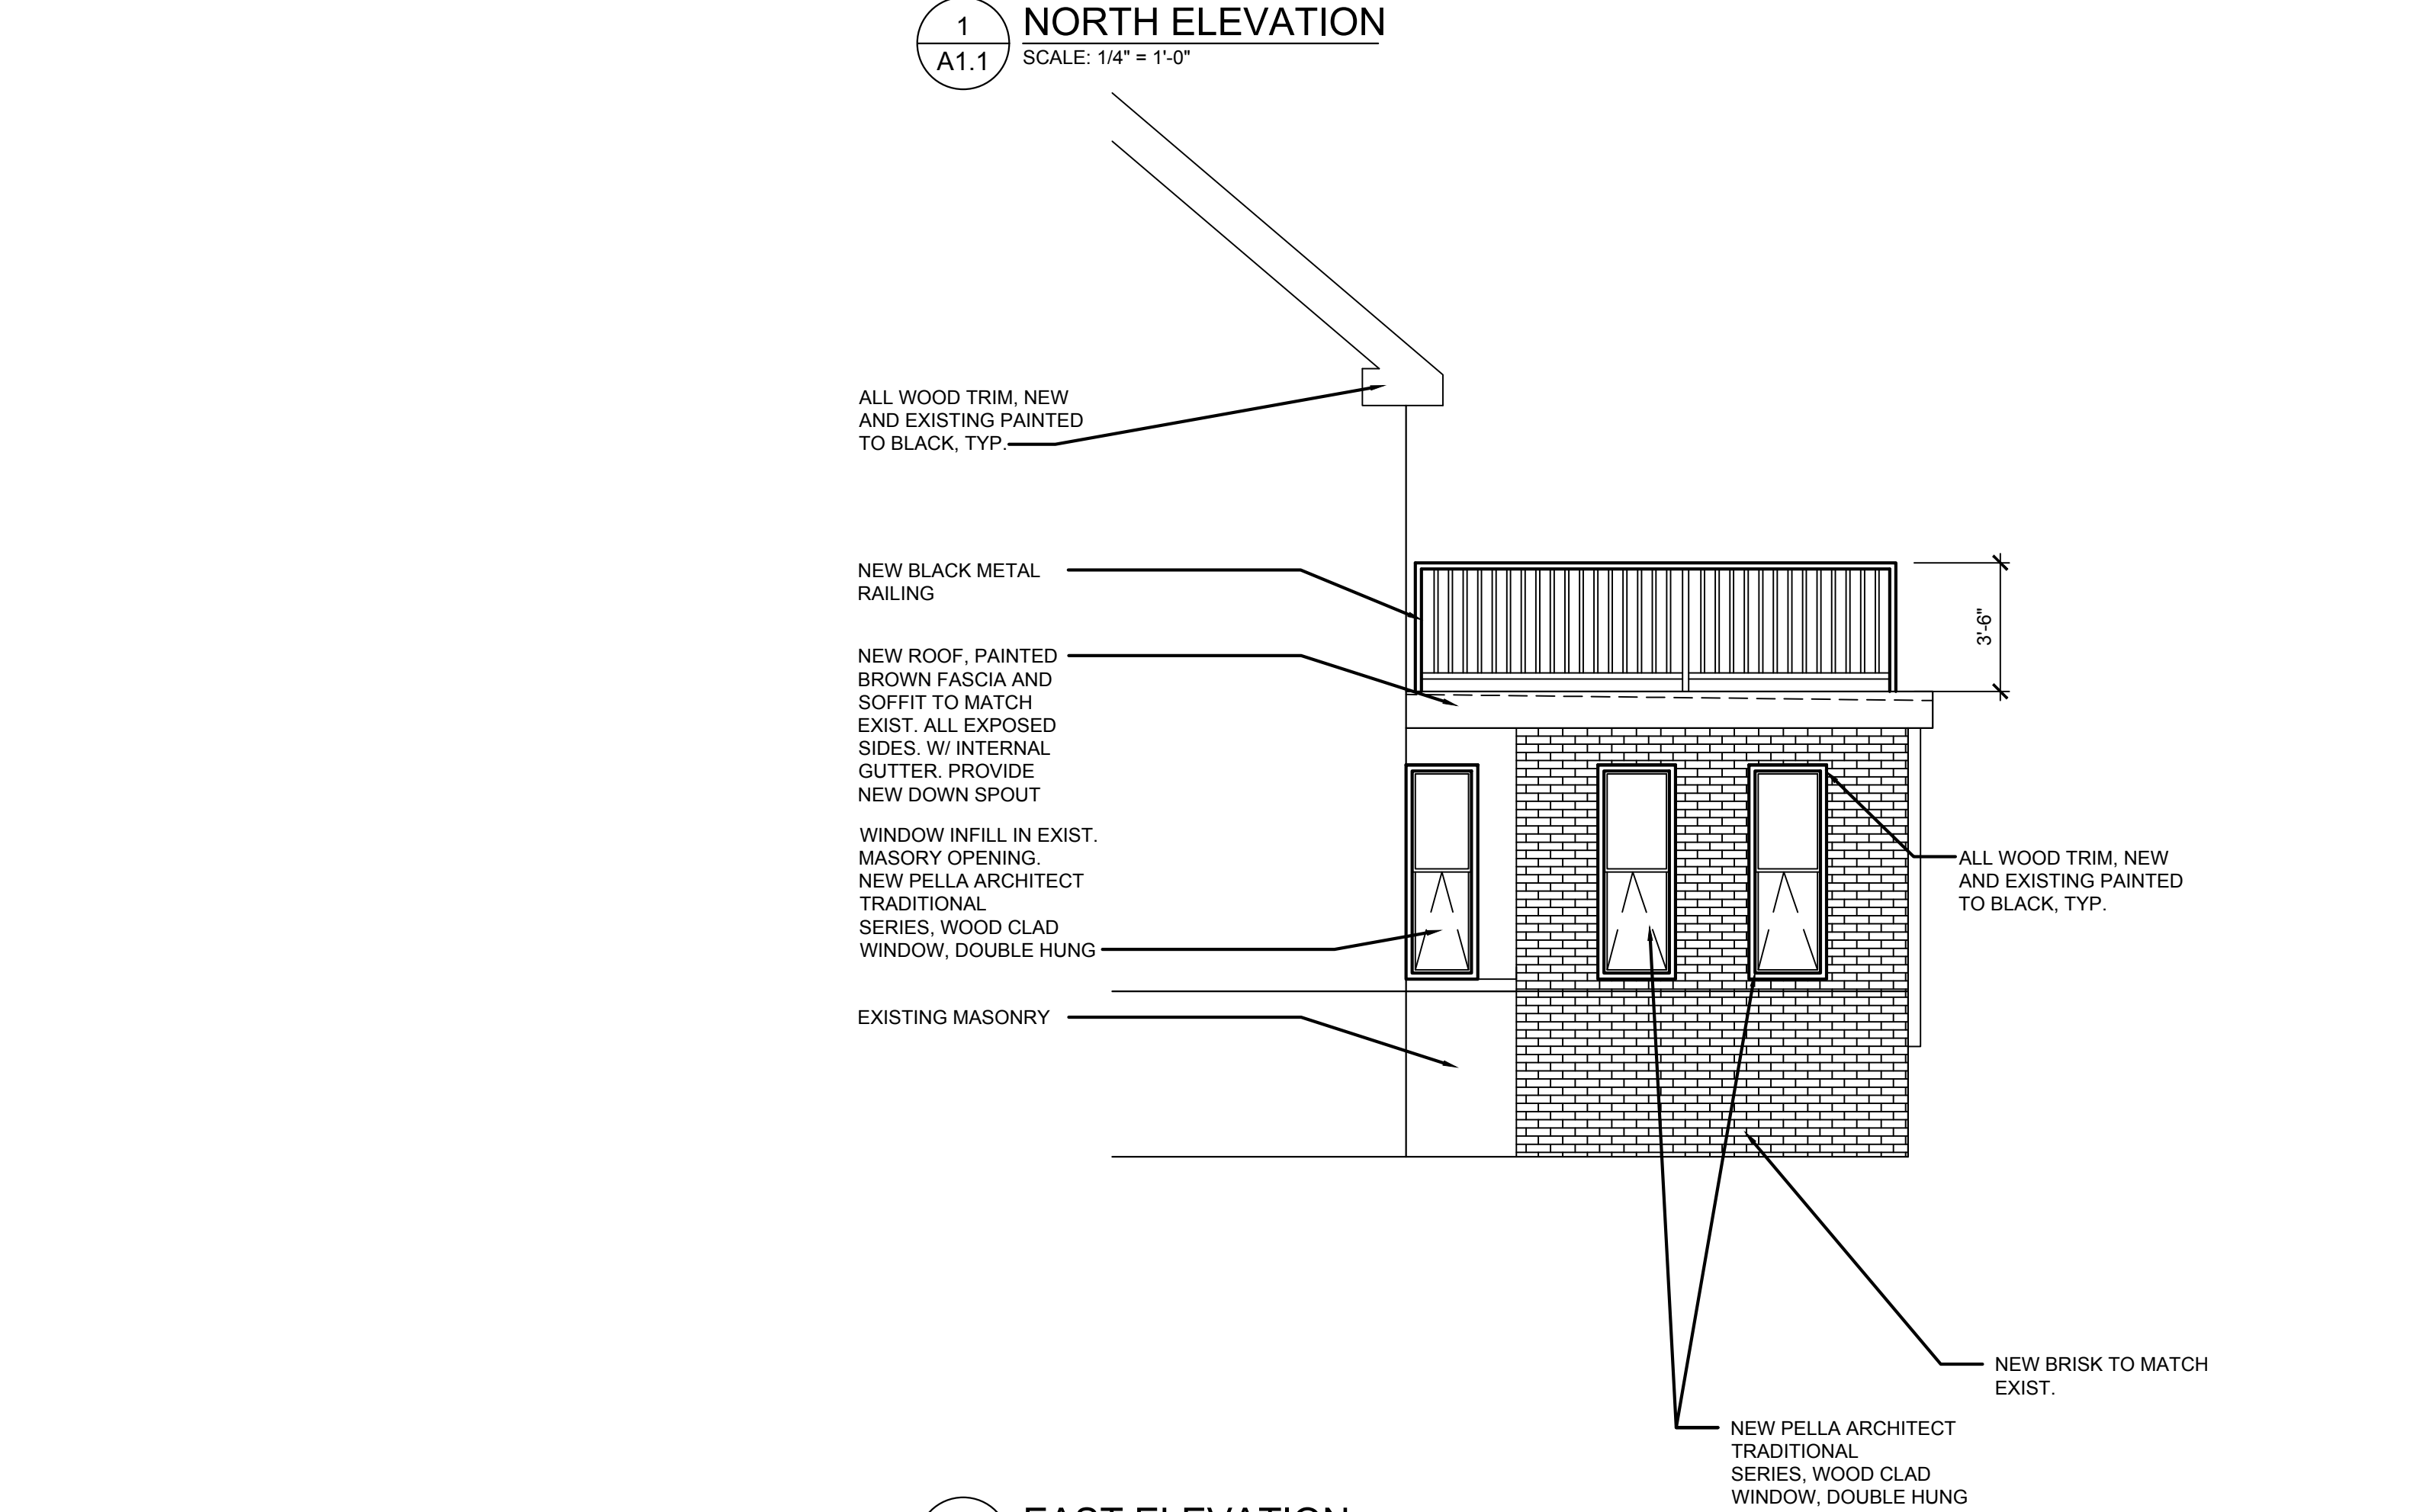 1
A1.1
NORTH ELEVATION
SCALE: 1/4" = 1'-0"
ALL WOOD TRIM, NEW
AND EXISTING PAINTED
TO BLACK, TYP.
NEW BLACK METAL
RAILING
3'-6"
NEW ROOF, PAINTED
BROWN FASCIA AND
SOFFIT TO MATCH
EXIST. ALL EXPOSED
SIDES. W/ INTERNAL
GUTTER. PROVIDE
NEW DOWN SPOUT
WINDOW INFILL IN EXIST.
MASORY OPENING.
NEW PELLA ARCHITECT
TRADITIONAL
SERIES, WOOD CLAD
WINDOW, DOUBLE HUNG
ALL WOOD TRIM, NEW
AND EXISTING PAINTED
TO BLACK, TYP.
EXISTING MASONRY
NEW BRISK TO MATCH
EXIST.
NEW PELLA ARCHITECT
TRADITIONAL
SERIES, WOOD CLAD
WINDOW, DOUBLE HUNG
EAST ELEVATION